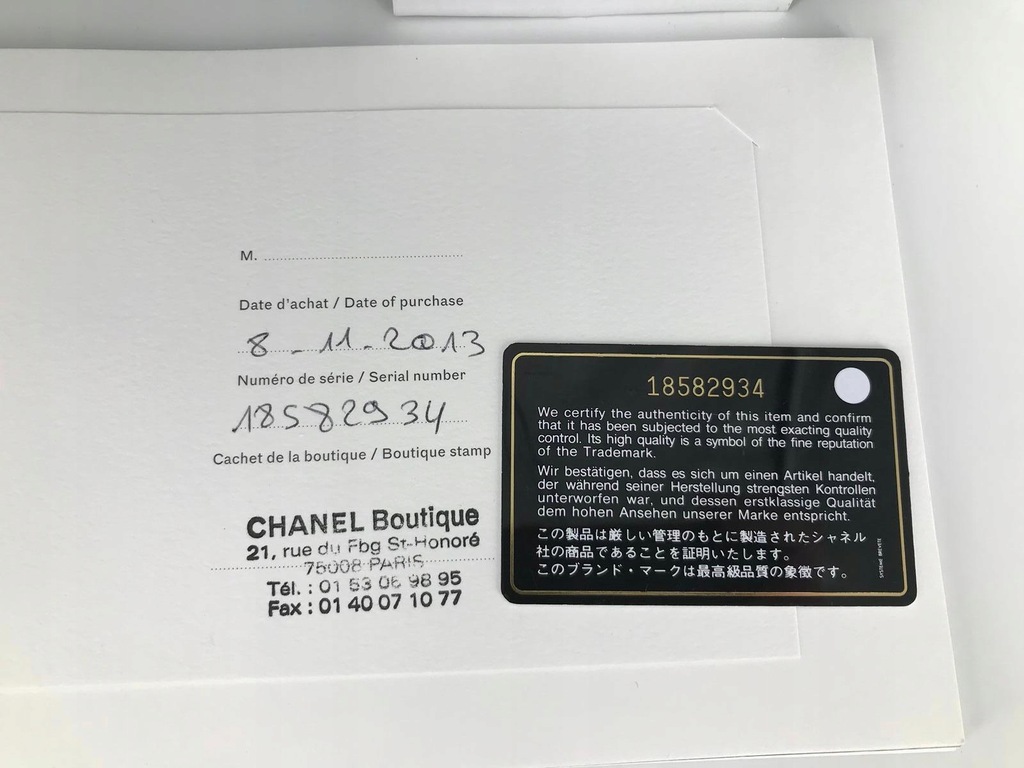 M.
Date d'achat / Date of purchase
8 - 11 - 2013
Numéro de série / Serial number
18582934
Cachet de la boutique / Boutique stamp
CHANEL Boutique
21, rue du Fbg St-Honoré
75008 PARIS
Tél. : 01 53 05 98 95
Fax : 01 40 07 10 77
18582934
We certify the authenticity of this item and confirm
that it has been subjected to the most exacting quality
control. Its high quality is a symbol of the fine reputation
of the Trademark.
Wir bestätigen, dass es sich um einen Artikel handelt,
der während seiner Herstellung strengsten Kontrollen
unterworfen war, und dessen erstklassige Qualität
dem hohen Ansehen unserer Marke entspricht.
この製品は厳しい管理のもとに製造されたシャネル
社の商品であることを証明いたします。
このブランド・マークは最高級品質の象徴です。
SYSTEME BREVETE